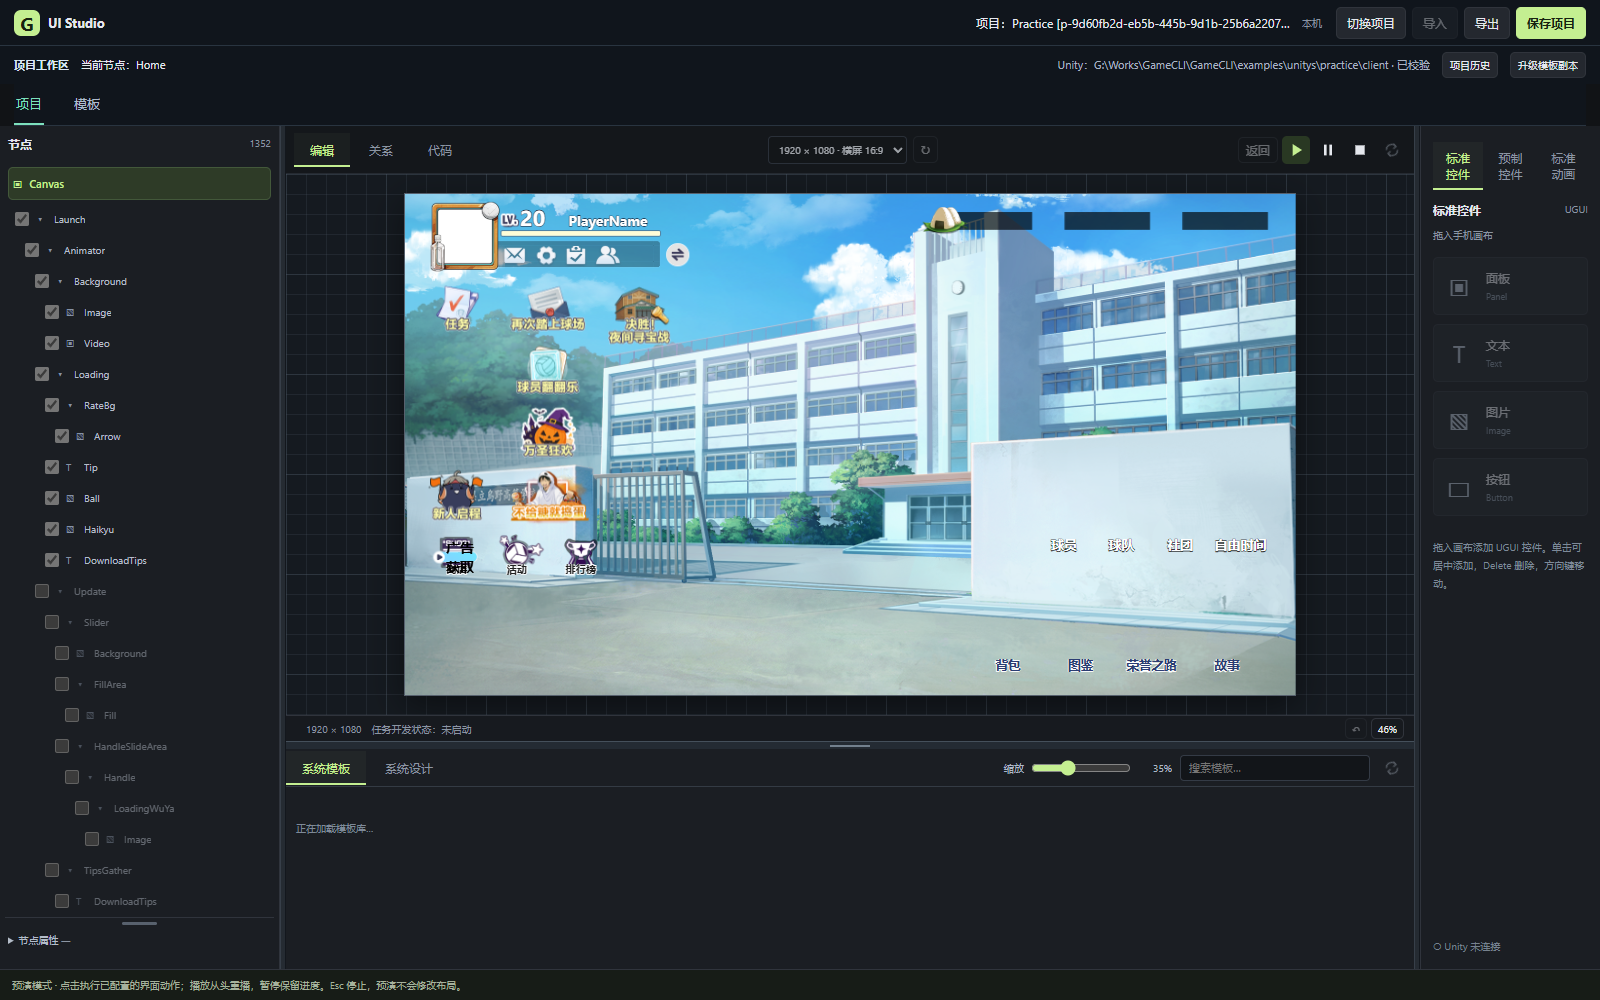 G UI Studio
项目： Practice [p-9d60fb2d-eb5b-445b-9d1b-25b6a2207... 本机 切换项目 导入 导出 保存项目
项目工作区 当前节点：Home
Unity： G:\Works\GameCLI\GameCLI\examples\unitys\practice\client · 已校验 项目历史 升级模板副本
项目 模板
节点 1352
Canvas
Launch
Animator
Background
Image
Video
Loading
RateBg
Arrow
Tip
Ball
Haikyu
DownloadTips
Update
Slider
Background
FillArea
Fill
HandleSlideArea
Handle
LoadingWuYa
Image
TipsGather
DownloadTips
节点属性 —
编辑 关系 代码
1920 × 1080 · 横屏 16:9
返回
LV.20 PlayerName
任务
再次踏上球场
决胜！
夜间寻宝战
球员翻翻乐
万圣狂欢
新人启程
不给糖就捣蛋
广告
获取
活动
排行榜
球员 球队 社团 自由时间
背包 图鉴 荣誉之路 故事
1920 × 1080 任务开发状态：未启动
46%
系统模板 系统设计
缩放 35% 搜索模板...
正在加载模板库...
标准
控件
预制
控件
标准
动画
标准控件 UGUI
拖入手机画布
面板
Panel
文本
Text
图片
Image
按钮
Button
拖入画布添加 UGUI 控件。单击可
居中添加，Delete 删除，方向键移
动。
Unity 未连接
预演模式 · 点击执行已配置的界面动作；播放从头重播，暂停保留进度。Esc 停止，预演不会修改布局。